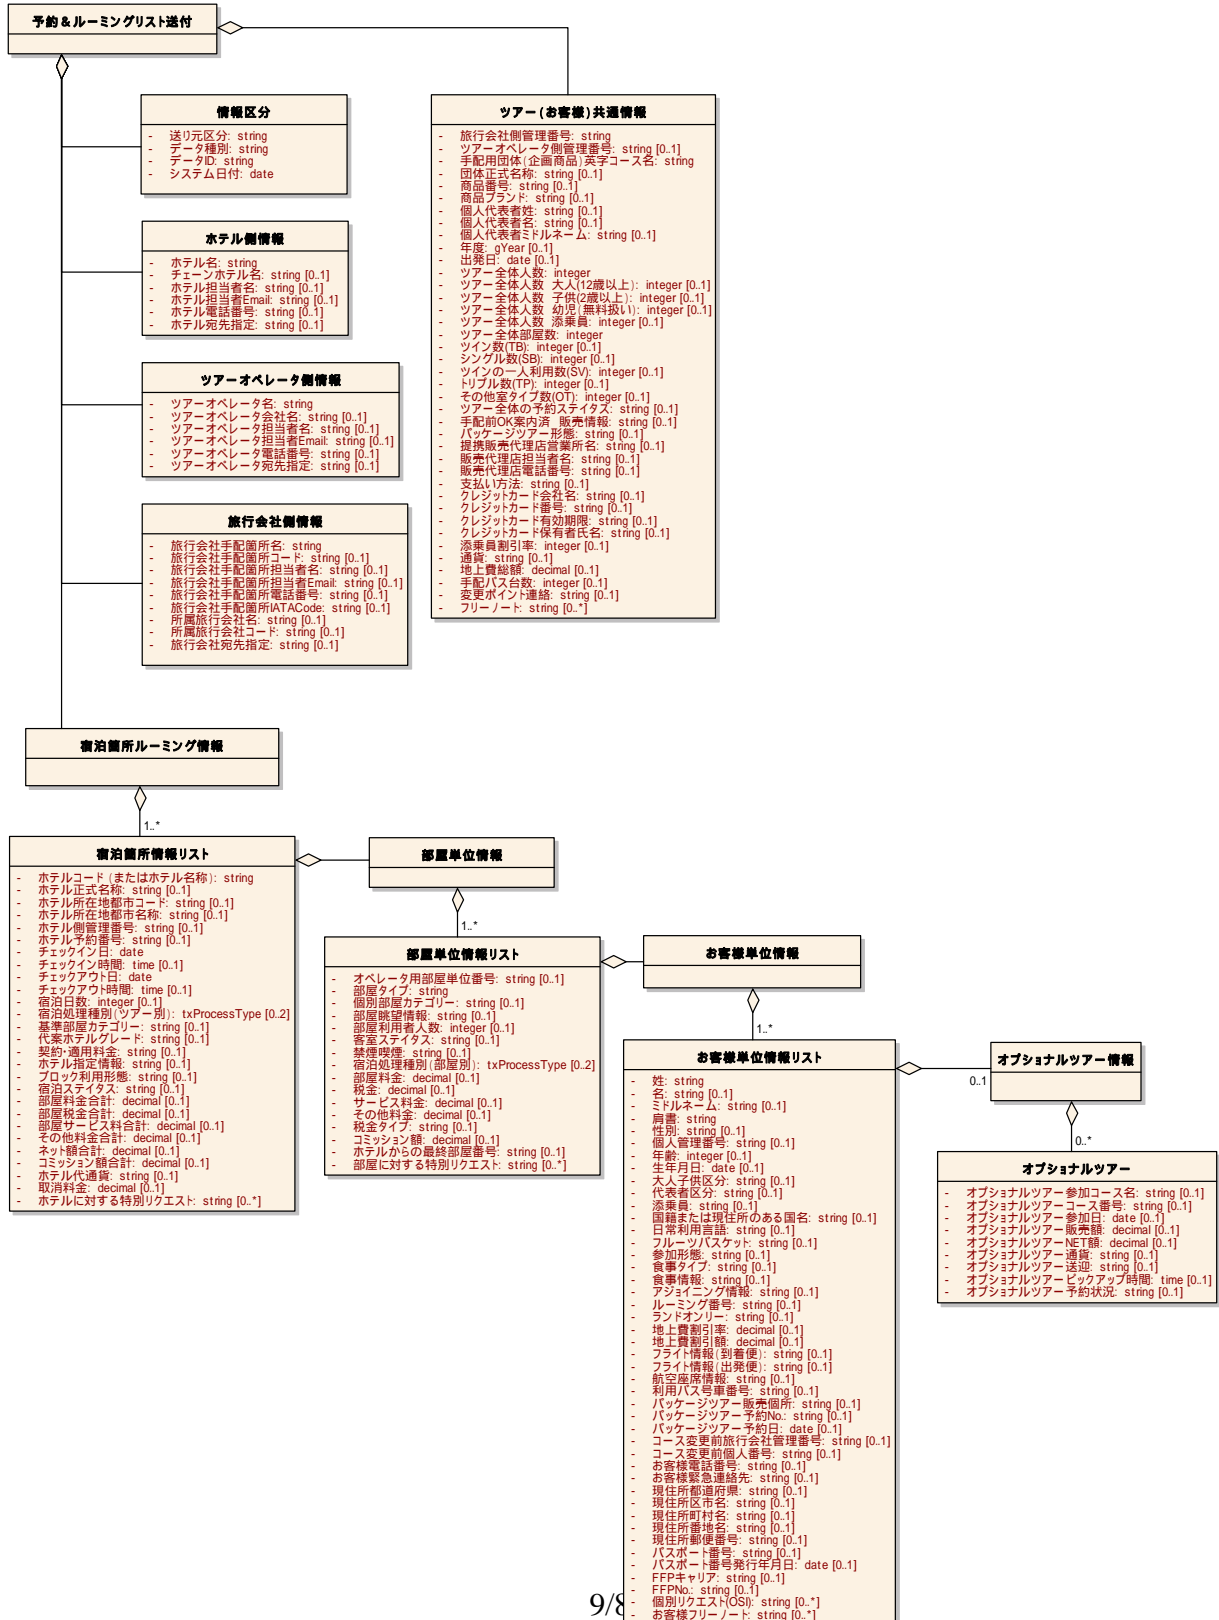 予約&ルーミングリスト送付
情報区分
- 送り元区分: string
- データ種別: string
- データID: string
- システム日付: date
ホテル側情報
- ホテル名: string
- チェーンホテル名: string [0..1]
- ホテル担当者名: string [0..1]
- ホテル担当者Email: string [0..1]
- ホテル電話番号: string [0..1]
- ホテル宛先指定: string [0..1]
ツアーオペレータ側情報
- ツアーオペレータ名: string
- ツアーオペレータ会社名: string [0..1]
- ツアーオペレータ担当者名: string [0..1]
- ツアーオペレータ担当者Email: string [0..1]
- ツアーオペレータ電話番号: string [0..1]
- ツアーオペレータ宛先指定: string [0..1]
旅行会社側情報
- 旅行会社手配箇所名: string
- 旅行会社手配箇所コード: string [0..1]
- 旅行会社手配箇所担当者名: string [0..1]
- 旅行会社手配箇所担当者Email: string [0..1]
- 旅行会社手配箇所電話番号: string [0..1]
- 旅行会社手配箇所IATACode: string [0..1]
- 所属旅行会社名: string [0..1]
- 所属旅行会社コード: string [0..1]
- 旅行会社宛先指定: string [0..1]
ツアー(お客様)共通情報
- 旅行会社側管理番号: string
- ツアーオペレータ側管理番号: string [0..1]
- 手配用団体(企画商品)英字コース名: string
- 団体正式名称: string [0..1]
- 商品番号: string [0..1]
- 商品ブランド: string [0..1]
- 個人代表者姓: string [0..1]
- 個人代表者名: string [0..1]
- 個人代表者ミドルネーム: string [0..1]
- 年度: gYear [0..1]
- 出発日: date [0..1]
- ツアー全体人数: integer
- ツアー全体人数 大人(12歳以上): integer [0..1]
- ツアー全体人数 子供(2歳以上): integer [0..1]
- ツアー全体人数 幼児(無料扱い): integer [0..1]
- ツアー全体人数 添乗員: integer [0..1]
- ツアー全体部屋数: integer
- ツイン数(TB): integer [0..1]
- シングル数(SB): integer [0..1]
- ツインの一人利用数(SV): integer [0..1]
- トリプル数(TP): integer [0..1]
- その他室タイプ数(OT): integer [0..1]
- ツアー全体の予約ステイタス: string [0..1]
- 手配前OK案内済 販売情報: string [0..1]
- パッケージツアー形態: string [0..1]
- 提携販売代理店営業所名: string [0..1]
- 販売代理店担当者名: string [0..1]
- 販売代理店電話番号: string [0..1]
- 支払い方法: string [0..1]
- クレジットカード会社名: string [0..1]
- クレジットカード番号: string [0..1]
- クレジットカード有効期限: string [0..1]
- クレジットカード保有者氏名: string [0..1]
- 添乗員割引率: integer [0..1]
- 通貨: string [0..1]
- 地上費総額: decimal [0..1]
- 手配バス台数: integer [0..1]
- 変更ポイント連絡: string [0..1]
- フリーノート: string [0..*]
宿泊箇所ルーミング情報
1..*
宿泊箇所情報リスト
- ホテルコード(またはホテル名称): string
- ホテル正式名称: string [0..1]
- ホテル所在地都市コード: string [0..1]
- ホテル所在地都市名称: string [0..1]
- ホテル側管理番号: string [0..1]
- ホテル予約番号: string [0..1]
- チェックイン日: date
- チェックイン時間: time [0..1]
- チェックアウト日: date
- チェックアウト時間: time [0..1]
- 宿泊日数: integer [0..1]
- 宿泊処理種別(ツアー別): txProcessType [0..2]
- 基準部屋カテゴリー: string [0..1]
- 代案ホテルグレード: string [0..1]
- 契約・適用料金: string [0..1]
- ホテル指定情報: string [0..1]
- ブロック利用形態: string [0..1]
- 宿泊ステイタス: string [0..1]
- 部屋料金合計: decimal [0..1]
- 部屋税金合計: decimal [0..1]
- 部屋サービス料合計: decimal [0..1]
- その他料金合計: decimal [0..1]
- ネット額合計: decimal [0..1]
- コミッション額合計: decimal [0..1]
- ホテル代通貨: string [0..1]
- 取消料金: decimal [0..1]
- ホテルに対する特別リクエスト: string [0..*]
部屋単位情報
1..*
部屋単位情報リスト
- オペレータ用部屋単位番号: string [0..1]
- 部屋タイプ: string
- 個別部屋カテゴリー: string [0..1]
- 部屋眺望情報: string [0..1]
- 部屋利用者人数: integer [0..1]
- 客室ステイタス: string [0..1]
- 禁煙喫煙: string [0..1]
- 宿泊処理種別(部屋別): txProcessType [0..2]
- 部屋料金: decimal [0..1]
- 税金: decimal [0..1]
- サービス料金: decimal [0..1]
- その他料金: decimal [0..1]
- 税金タイプ: string [0..1]
- コミッション額: decimal [0..1]
- ホテルからの最終部屋番号: string [0..1]
- 部屋に対する特別リクエスト: string [0..*]
お客様単位情報
1..*
お客様単位情報リスト
- 姓: string
- 名: string [0..1]
- ミドルネーム: string [0..1]
- 肩書: string
- 性別: string [0..1]
- 個人管理番号: string [0..1]
- 年齢: integer [0..1]
- 生年月日: date [0..1]
- 大人子供区分: string [0..1]
- 代表者区分: string [0..1]
- 添乗員: string [0..1]
- 国籍または現住所のある国名: string [0..1]
- 日常利用言語: string [0..1]
- フルーツバスケット: string [0..1]
- 参加形態: string [0..1]
- 食事タイプ: string [0..1]
- 食事情報: string [0..1]
- アジョイニング情報: string [0..1]
- ルーミング番号: string [0..1]
- ランドオンリー: string [0..1]
- 地上費割引率: decimal [0..1]
- 地上費割引額: decimal [0..1]
- フライト情報(到着便): string [0..1]
- フライト情報(出発便): string [0..1]
- 航空座席情報: string [0..1]
- 利用バス号車番号: string [0..1]
- パッケージツアー販売個所: string [0..1]
- パッケージツアー予約No.: string [0..1]
- パッケージツアー予約日: date [0..1]
- コース変更前旅行会社管理番号: string [0..1]
- コース変更前個人番号: string [0..1]
- お客様電話番号: string [0..1]
- お客様緊急連絡先: string [0..1]
- 現住所都道府県: string [0..1]
- 現住所区市名: string [0..1]
- 現住所町村名: string [0..1]
- 現住所番地名: string [0..1]
- 現住所郵便番号: string [0..1]
- パスポート番号: string [0..1]
- パスポート番号発行年月日: date [0..1]
- FFPキャリア: string [0..1]
- FFPNo.: string [0..1]
- 個別リクエスト(OSI): string [0..*]
- お客様フリーノート: string [0..*]
0..1
オプショナルツアー情報
0..*
オプショナルツアー
- オプショナルツアー参加コース名: string [0..1]
- オプショナルツアーコース番号: string [0..1]
- オプショナルツアー参加日: date [0..1]
- オプショナルツアー販売額: decimal [0..1]
- オプショナルツアーNET額: decimal [0..1]
- オプショナルツアー通貨: string [0..1]
- オプショナルツアー送迎: string [0..1]
- オプショナルツアーピックアップ時間: time [0..1]
- オプショナルツアー予約状況: string [0..1]
9/8